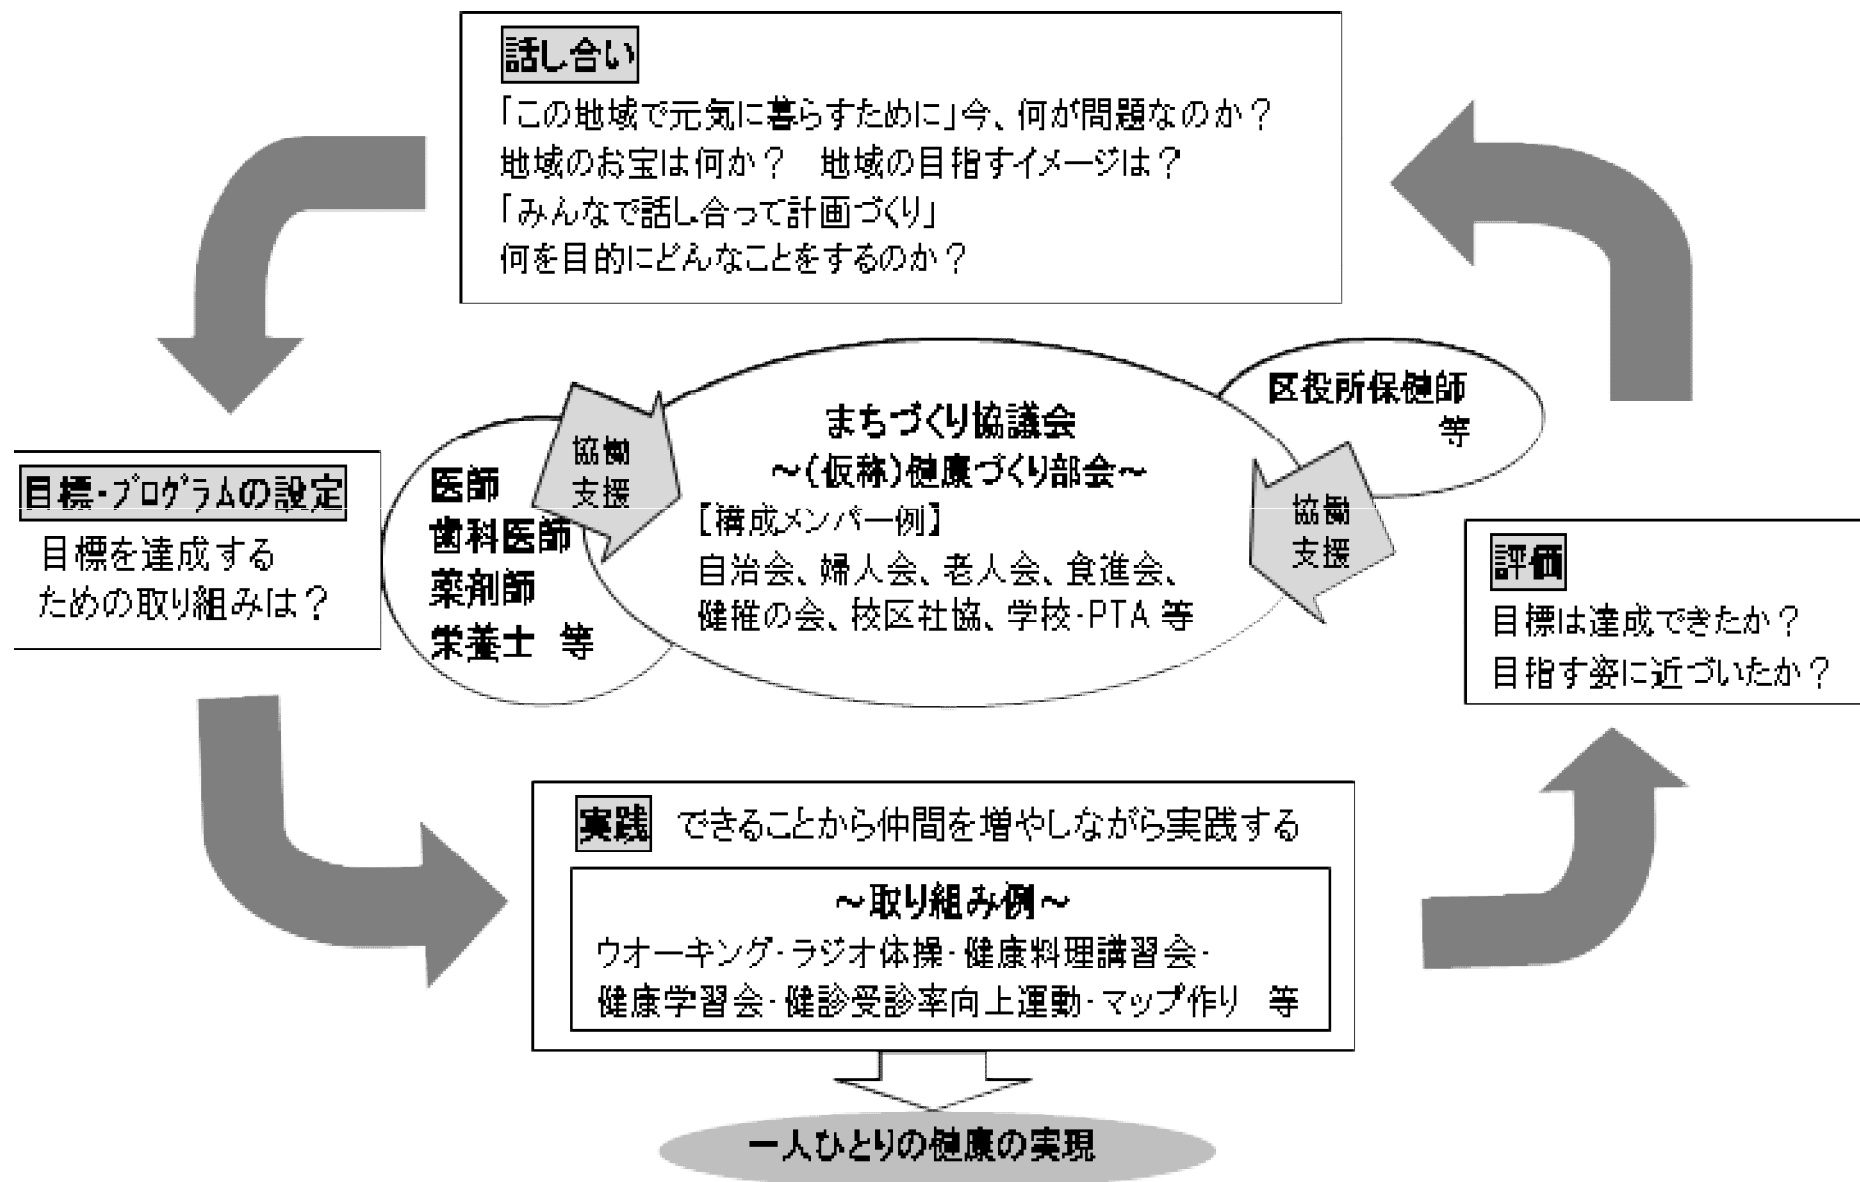 話し合い
「この地域で元気に暮らすために」今、何が問題なのか？
地域のお宝は何か？　地域の目指すイメージは？
「みんなで話し合って計画づくり」
何を目的にどんなことをするのか？
目標・プログラムの設定
目標を達成する
ための取り組みは？
医師
歯科医師
薬剤師
栄養士　等
協働
支援
まちづくり協議会
～（仮称）健康づくり部会～
【構成メンバー例】
自治会、婦人会、老人会、食進会、
健推の会、校区社協、学校・PTA 等
区役所保健師
等
協働
支援
評価
目標は達成できたか？
目指す姿に近づいたか？
実践　できることから仲間を増やしながら実践する
～取り組み例～
ウオーキング・ラジオ体操・健康料理講習会・
健康学習会・健診受診率向上運動・マップ作り　等
一人ひとりの健康の実現